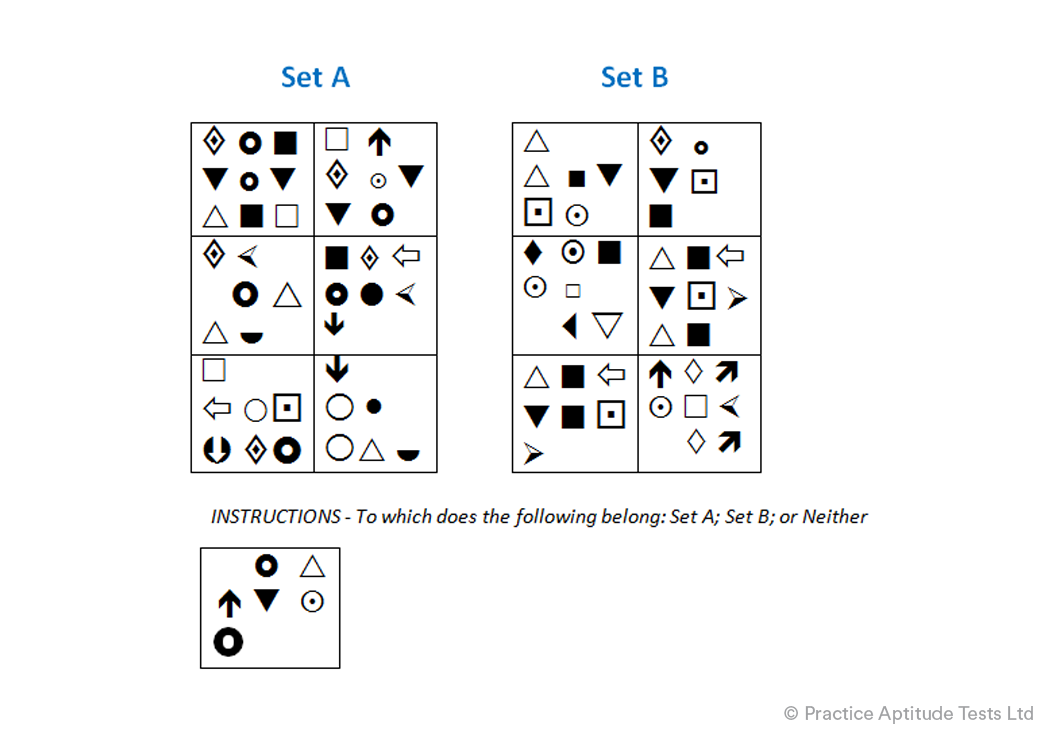 Set A
Set B
INSTRUCTIONS - To which does the following belong: Set A; Set B; or Neither
© Practice Aptitude Tests Ltd